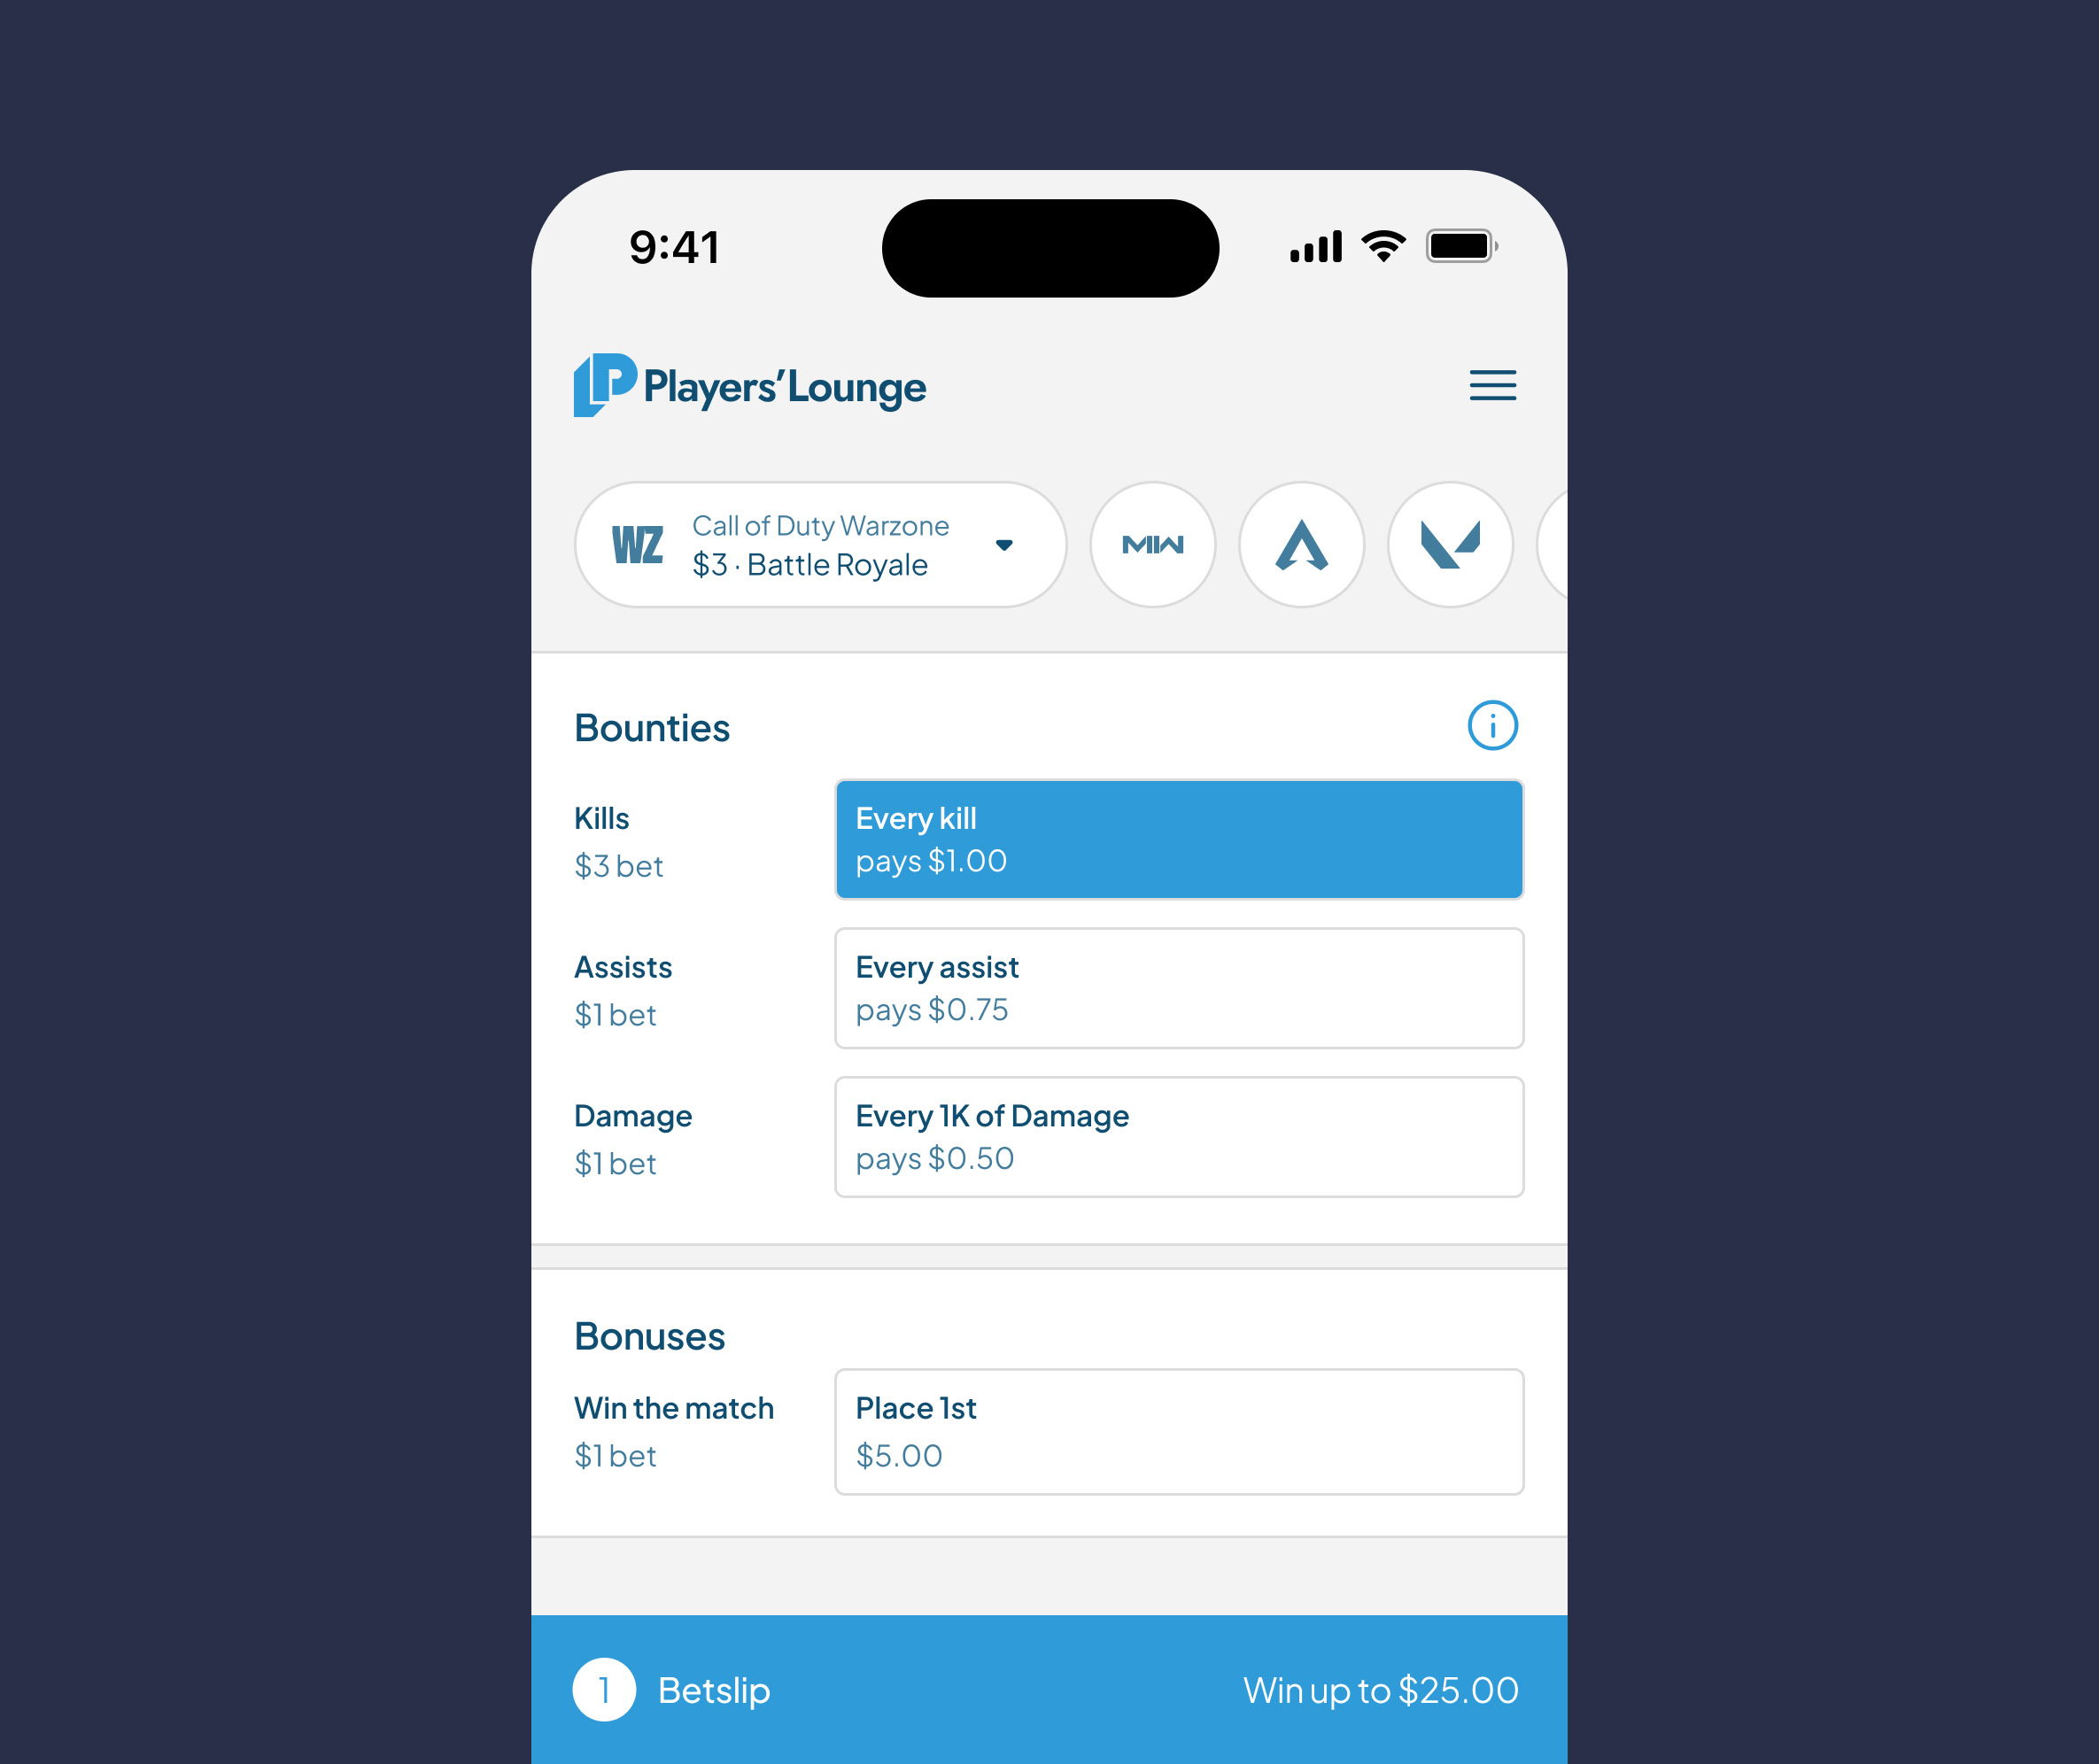 9:41
Players’ Lounge
WZ
Call of Duty Warzone
$3 · Battle Royale
MW
Bounties
Kills
$3 bet
Every kill
pays $1.00
Assists
$1 bet
Every assist
pays $0.75
Damage
$1 bet
Every 1K of Damage
pays $0.50
Bonuses
Win the match
$1 bet
Place 1st
$5.00
1 Betslip
Win up to $25.00